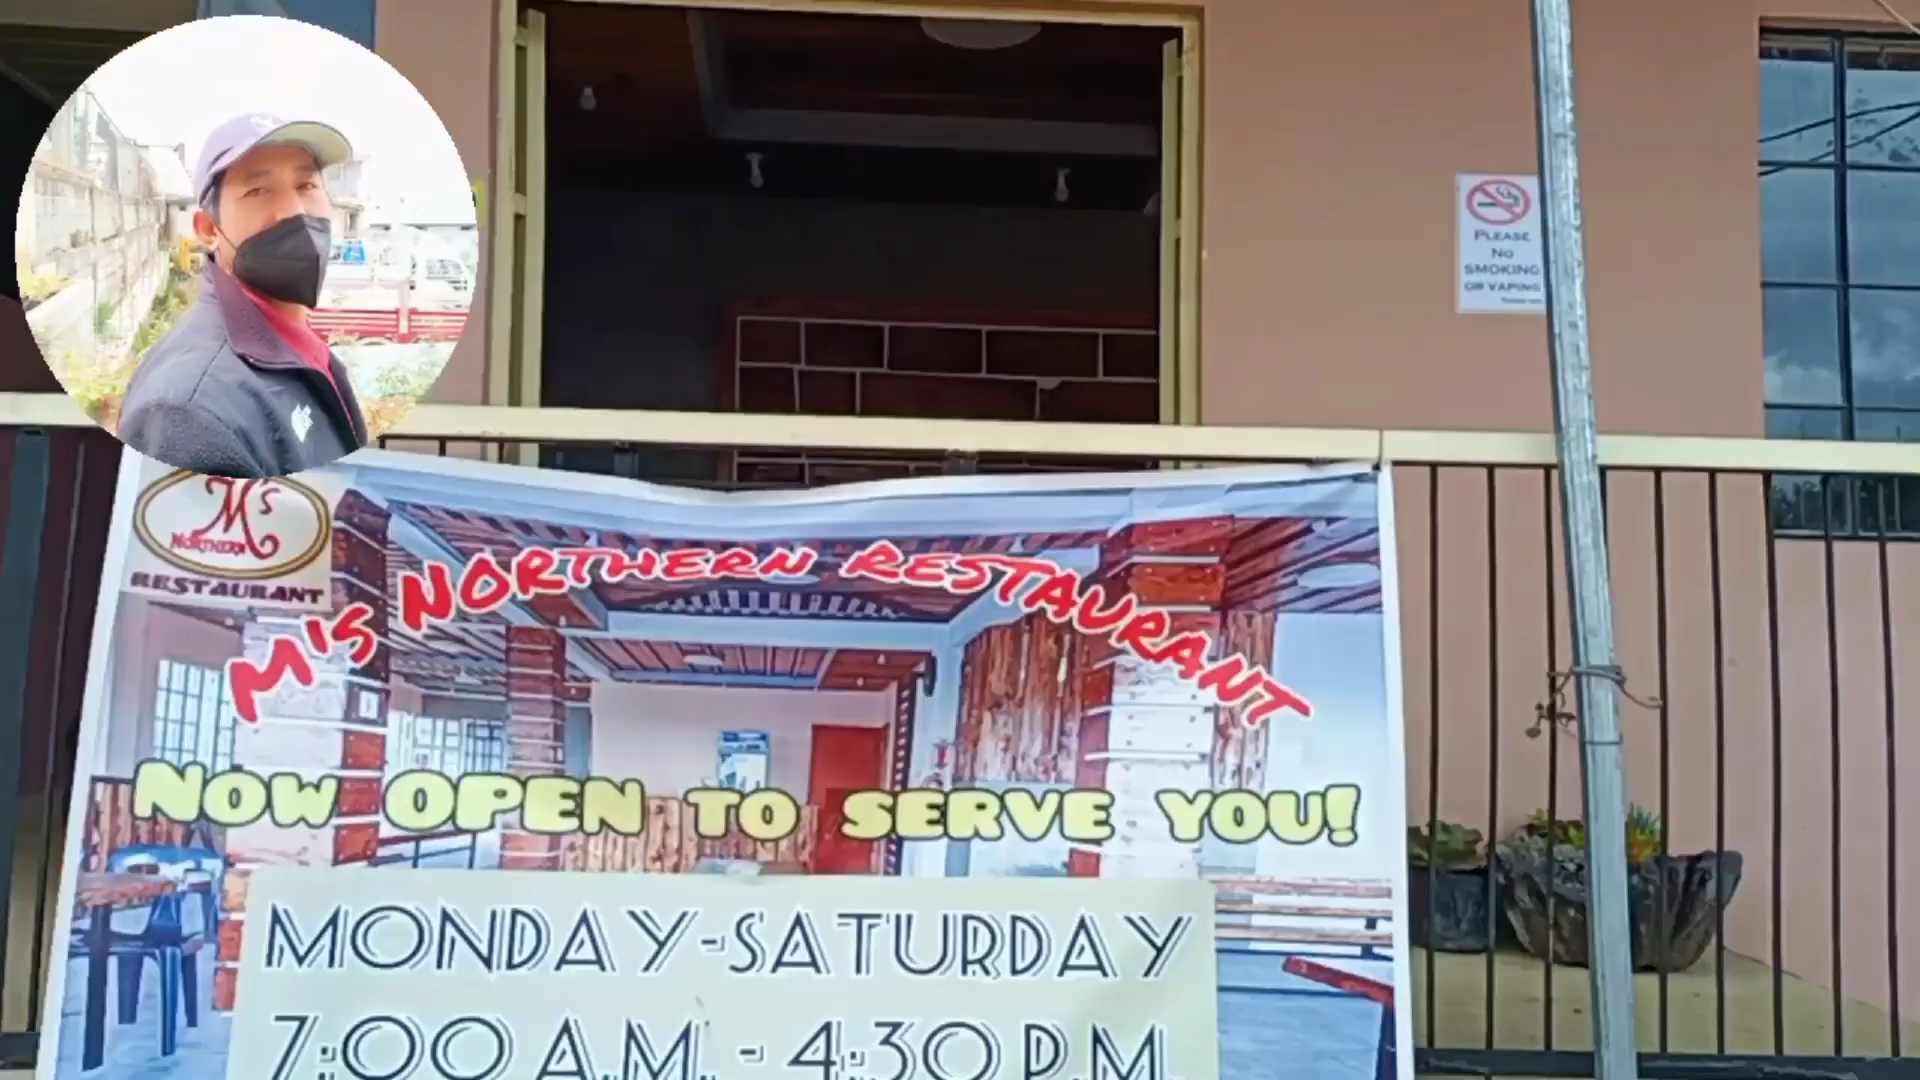 PLEASE
NO
SMOKING
OR VAPING
M's
NORTHERN
RESTAURANT
M'S NORTHERN RESTAURANT
NOW OPEN TO SERVE YOU!
MONDAY-SATURDAY
7:00 A.M. - 4:30 P.M.